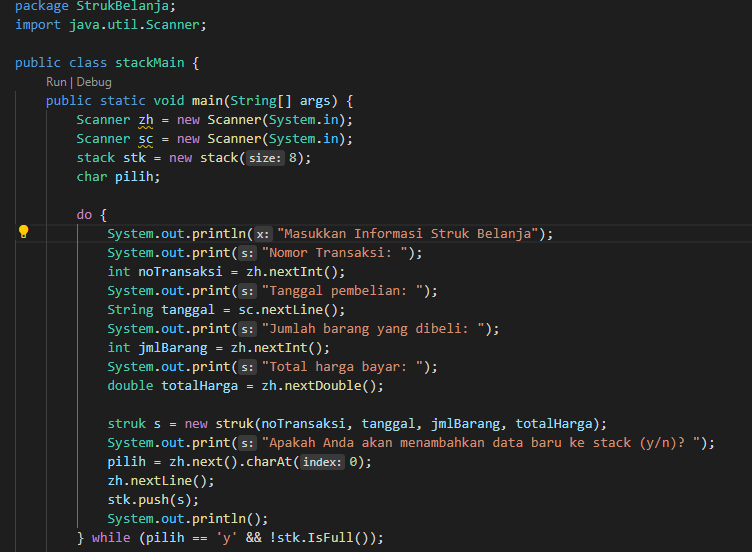 package StrukBelanja;
import java.util.Scanner;
public class stackMain {
Run | Debug
public static void main(String[] args) {
Scanner zh = new Scanner(System.in);
Scanner sc = new Scanner(System.in);
stack stk = new stack(size: 8);
char pilih;
do {
System.out.println(x: "Masukkan Informasi Struk Belanja");
System.out.print(s: "Nomor Transaksi: ");
int noTransaksi = zh.nextInt();
System.out.print(s: "Tanggal pembelian: ");
String tanggal = sc.nextLine();
System.out.print(s: "Jumlah barang yang dibeli: ");
int jmlBarang = zh.nextInt();
System.out.print(s: "Total harga bayar: ");
double totalHarga = zh.nextDouble();
struk s = new struk(noTransaksi, tanggal, jmlBarang, totalHarga);
System.out.print(s: "Apakah Anda akan menambahkan data baru ke stack (y/n)? ");
pilih = zh.next().charAt(index: 0);
zh.nextLine();
stk.push(s);
System.out.println();
} while (pilih == 'y' && !stk.IsFull());